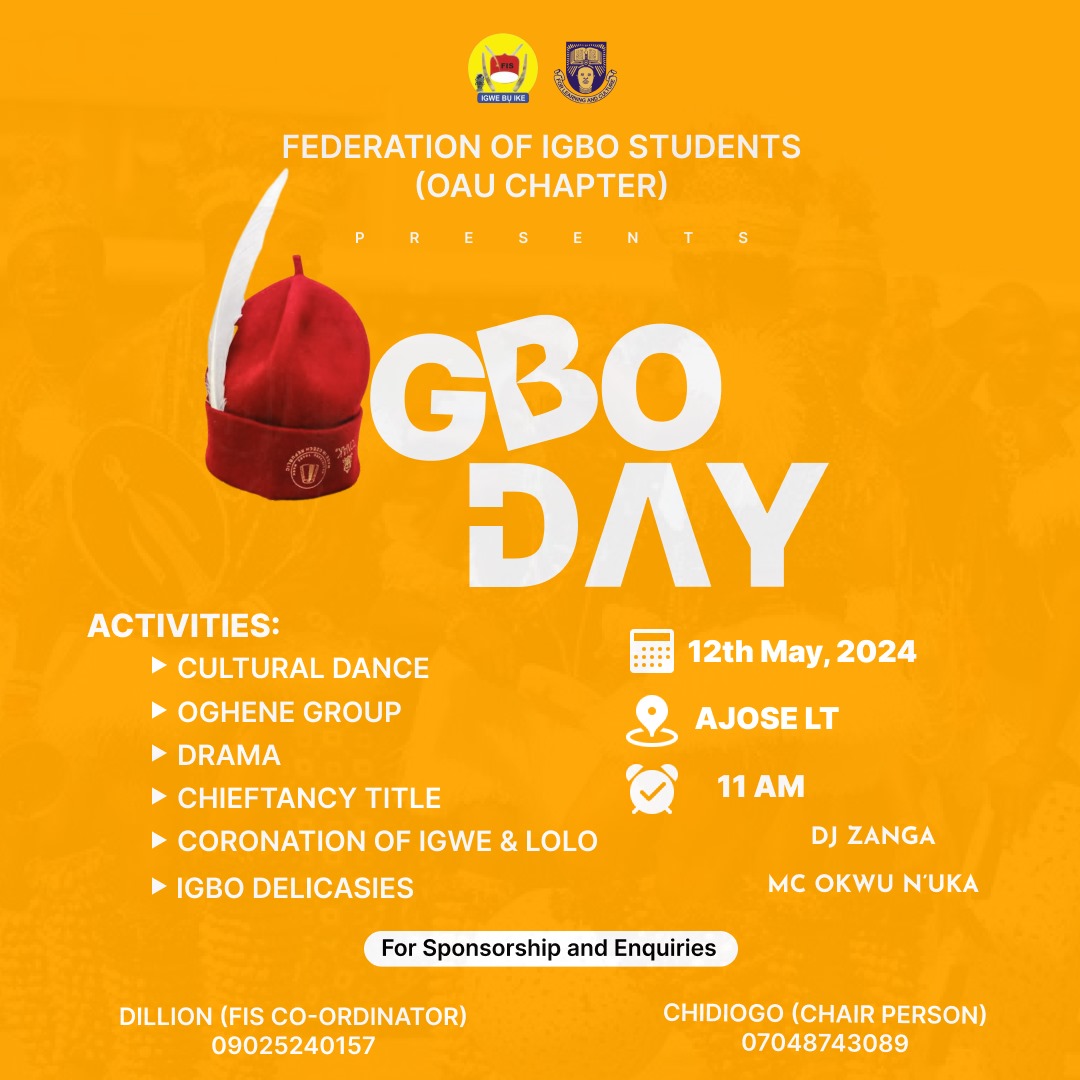 FIS
IGWE BỤ IKE
FOR LEARNING AND CULTURE
FEDERATION OF IGBO STUDENTS
(OAU CHAPTER)
PRESENTS
GBO
DAY
ACTIVITIES:
CULTURAL DANCE
OGHENE GROUP
DRAMA
CHIEFTANCY TITLE
CORONATION OF IGWE & LOLO
IGBO DELICASIES
12th May, 2024
AJOSE LT
11 AM
DJ ZANGA
MC OKWU N'UKA
For Sponsorship and Enquiries
DILLION (FIS CO-ORDINATOR)
09025240157
CHIDIOGO (CHAIR PERSON)
07048743089